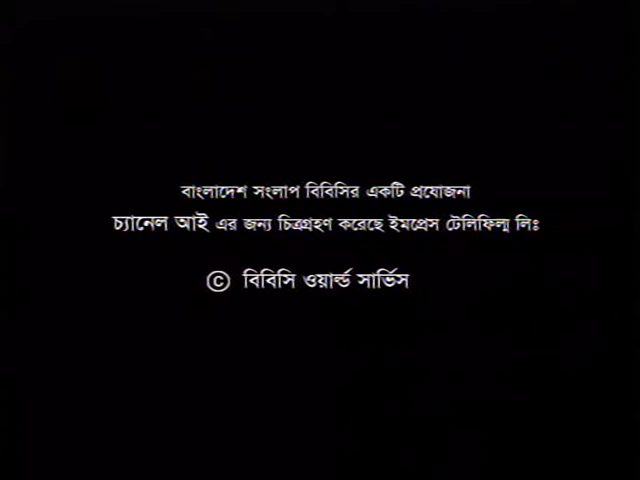 বাংলাদেশ সংলাপ বিবিসির একটি প্রযোজনা
চ্যানেল আই এর জন্য চিত্রগ্রহণ করেছে ইমপ্রেস টেলিফিল্ম লিঃ
© বিবিসি ওয়ার্ল্ড সার্ভিস